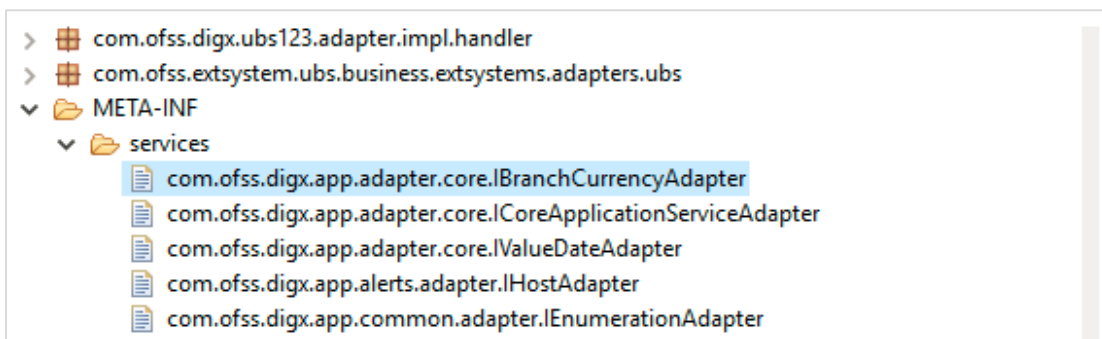 com.ofss.digx.ubs123.adapter.impl.handler
com.ofss.extsystem.ubs.business.extsystems.adapters.ubs
META-INF
services
com.ofss.digx.app.adapter.core.IBranchCurrencyAdapter
com.ofss.digx.app.adapter.core.ICoreApplicationServiceAdapter
com.ofss.digx.app.adapter.core.IValueDateAdapter
com.ofss.digx.app.alerts.adapter.IHostAdapter
com.ofss.digx.app.common.adapter.IEnumerationAdapter